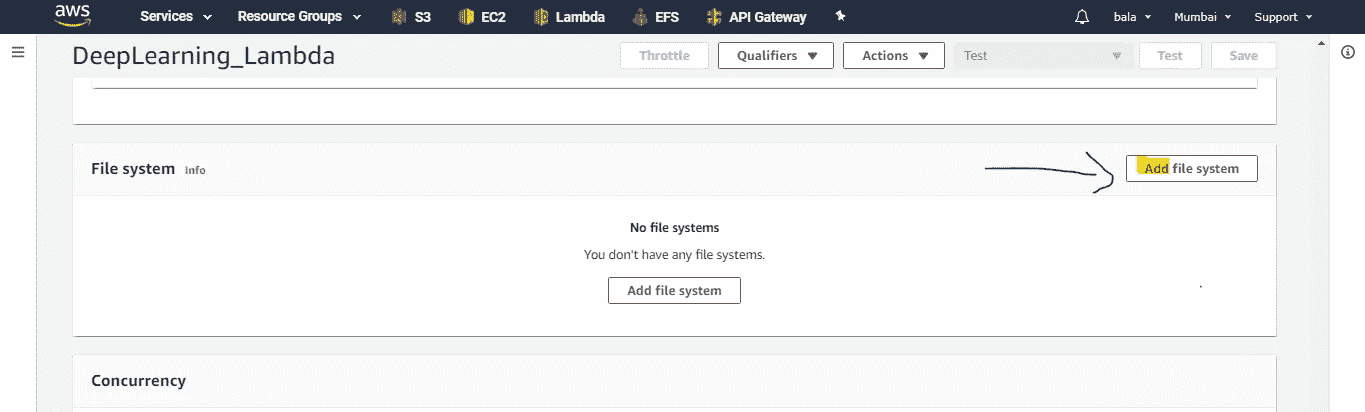 aws Services Resource Groups S3 EC2 Lambda EFS API Gateway bala Mumbai Support
DeepLearning_Lambda Throttle Qualifiers Actions Test Test Save
File system Info Add file system
No file systems
You don't have any file systems.
Add file system
Concurrency